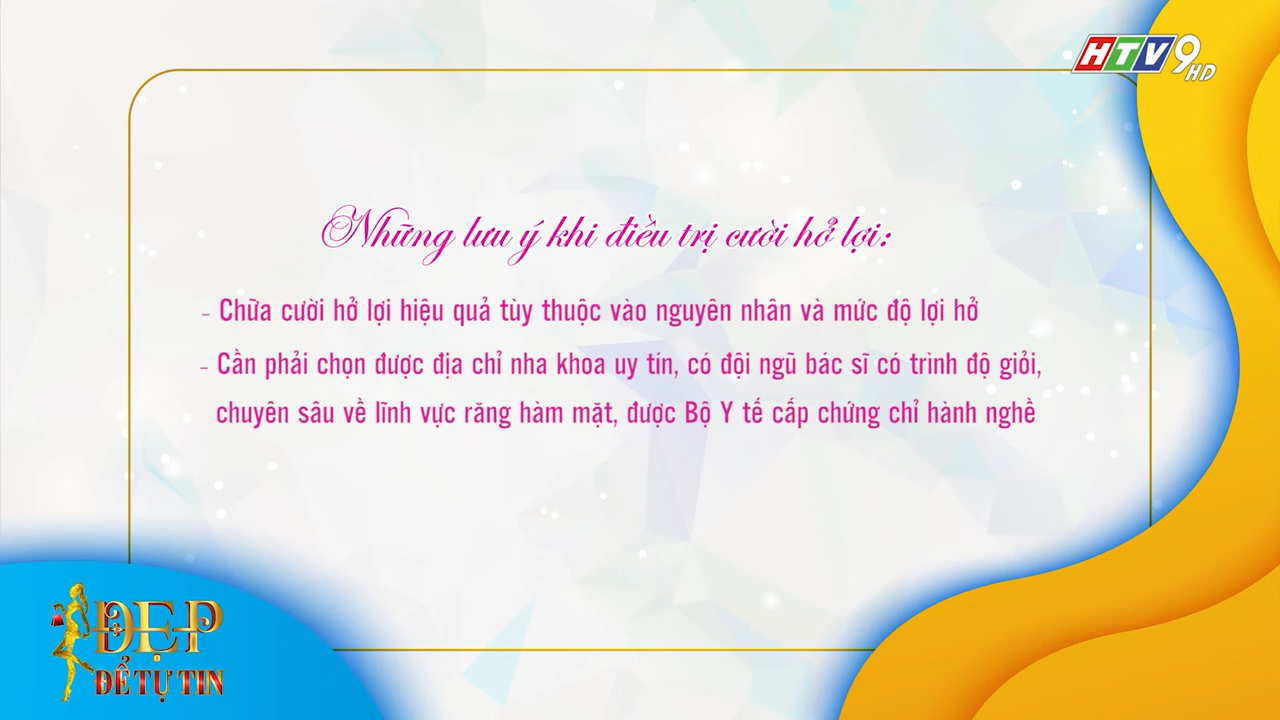 HTV9 HD
Những lưu ý khi điều trị cười hở lợi:
- Chữa cười hở lợi hiệu quả tùy thuộc vào nguyên nhân và mức độ lợi hở
- Cần phải chọn được địa chỉ nha khoa uy tín, có đội ngũ bác sĩ có trình độ giỏi,
chuyên sâu về lĩnh vực răng hàm mặt, được Bộ Y tế cấp chứng chỉ hành nghề
ĐẸP
ĐỂ TỰ TIN